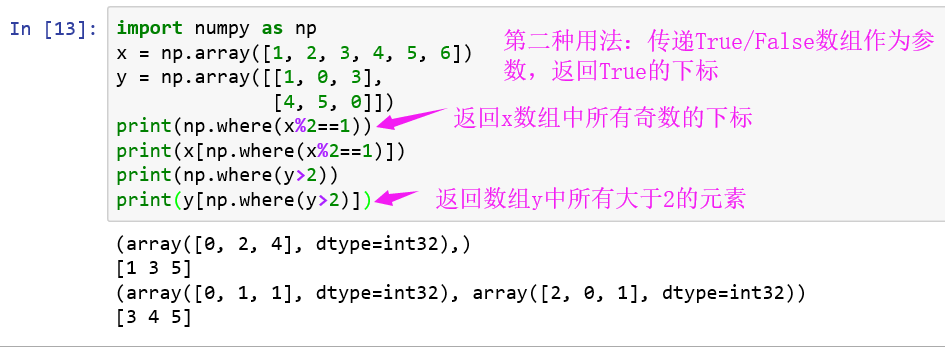 In [13]:
import numpy as np
x = np.array([1, 2, 3, 4, 5, 6])
第二种用法：传递True/False数组作为参
数，返回True的下标
y = np.array([[1, 0, 3],
[4, 5, 0]])
print(np.where(x%2==1))
返回x数组中所有奇数的下标
print(x[np.where(x%2==1)])
print(np.where(y>2))
print(y[np.where(y>2)])
返回数组y中所有大于2的元素
(array([0, 2, 4], dtype=int32),)
[1 3 5]
(array([0, 1, 1], dtype=int32), array([2, 0, 1], dtype=int32))
[3 4 5]